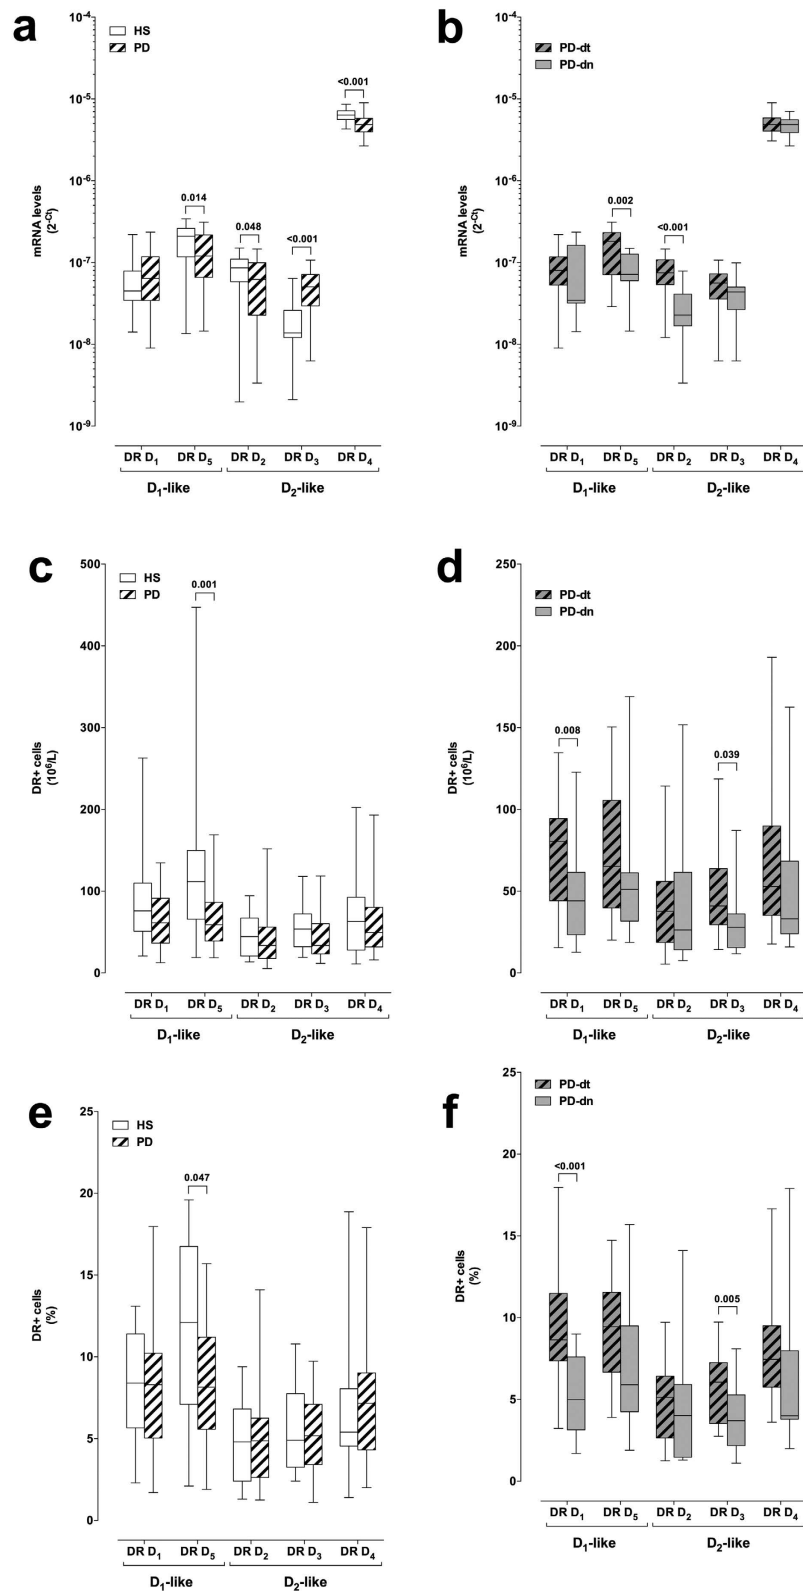 a
HS
PD
10-4
10-5
10-6
10-7
10-8
10-9
mRNA levels
(2-Ct)
0.014
0.048
<0.001
<0.001
DR D1
DR D5
DR D2
DR D3
DR D4
D1-like
D2-like
b
PD-dt
PD-dn
10-4
10-5
10-6
10-7
10-8
10-9
mRNA levels
(2-Ct)
0.002
<0.001
DR D1
DR D5
DR D2
DR D3
DR D4
D1-like
D2-like
c
HS
PD
500
400
300
200
100
0
DR+ cells
(106/L)
0.001
DR D1
DR D5
DR D2
DR D3
DR D4
D1-like
D2-like
d
PD-dt
PD-dn
250
200
150
100
50
0
DR+ cells
(106/L)
0.008
0.039
DR D1
DR D5
DR D2
DR D3
DR D4
D1-like
D2-like
e
HS
PD
25
20
15
10
5
0
DR+ cells
(%)
0.047
DR D1
DR D5
DR D2
DR D3
DR D4
D1-like
D2-like
f
PD-dt
PD-dn
25
20
15
10
5
0
DR+ cells
(%)
<0.001
0.005
DR D1
DR D5
DR D2
DR D3
DR D4
D1-like
D2-like